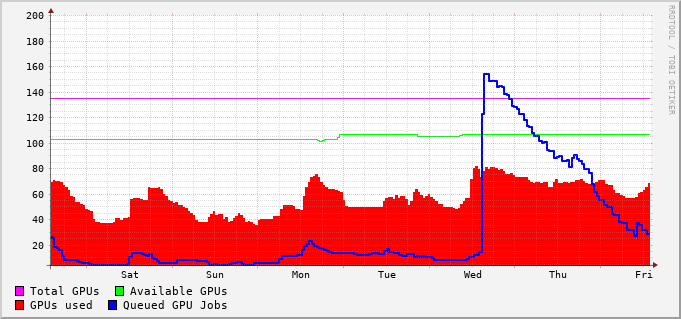 200
180
160
140
120
100
80
60
40
20
Sat Sun Mon Tue Wed Thu Fri
Total GPUs Available GPUs
GPUs used Queued GPU Jobs
RRDTOOL / TOBI OETIKER